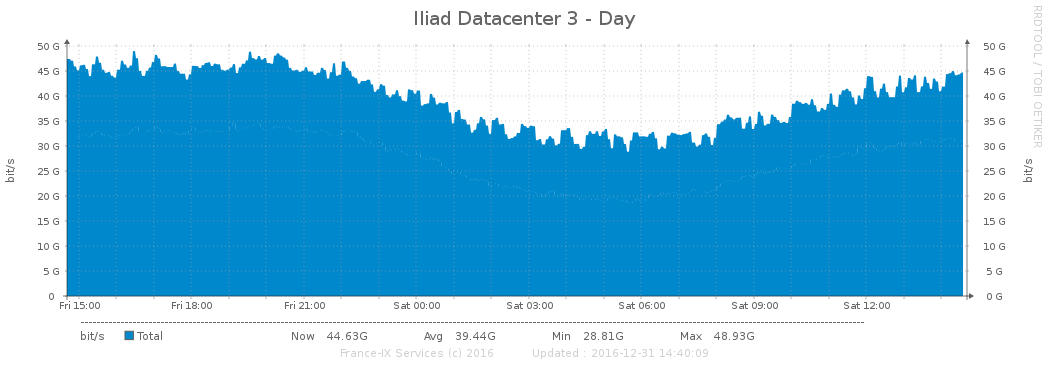 Iliad Datacenter 3 - Day
RRDTOOL / TOBI OETIKER
50 G 50 G
45 G 45 G
40 G 40 G
35 G 35 G
30 G 30 G
25 G 25 G
20 G 20 G
15 G 15 G
10 G 10 G
5 G 5 G
0 0 G
bit/s bit/s
Fri 15:00 Fri 18:00 Fri 21:00 Sat 00:00 Sat 03:00 Sat 06:00 Sat 09:00 Sat 12:00
bit/s Total Now 44.63G Avg 39.44G Min 28.81G Max 48.93G
France-IX Services (c) 2016 Updated : 2016-12-31 14:40:09